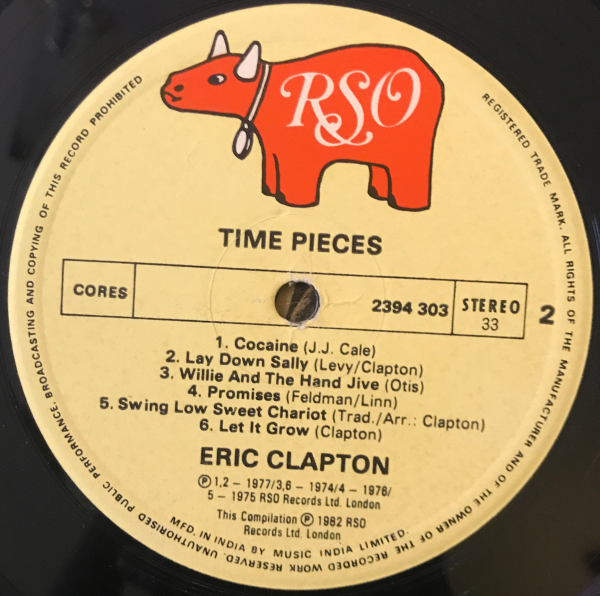 RSO
TIME PIECES
CORES
2394 303
STEREO
33
2
1. Cocaine (J.J. Cale)
2. Lay Down Sally (Levy/Clapton)
3. Willie And The Hand Jive (Otis)
4. Promises (Feldman/Linn)
5. Swing Low Sweet Chariot (Trad./Arr.: Clapton)
6. Let It Grow (Clapton)
ERIC CLAPTON
℗ 1,2 – 1977/3,6 – 1974/4 – 1976/
5 – 1975 RSO Records Ltd. London
This Compilation ℗ 1982 RSO
Records Ltd. London
MFD. IN INDIA BY MUSIC INDIA LIMITED.
REGISTERED TRADE MARK. ALL RIGHTS OF THE MANUFACTURER AND OF THE OWNER OF THE RECORDED WORK RESERVED. UNAUTHORISED PUBLIC PERFORMANCE. BROADCASTING AND COPYING OF THIS RECORD PROHIBITED